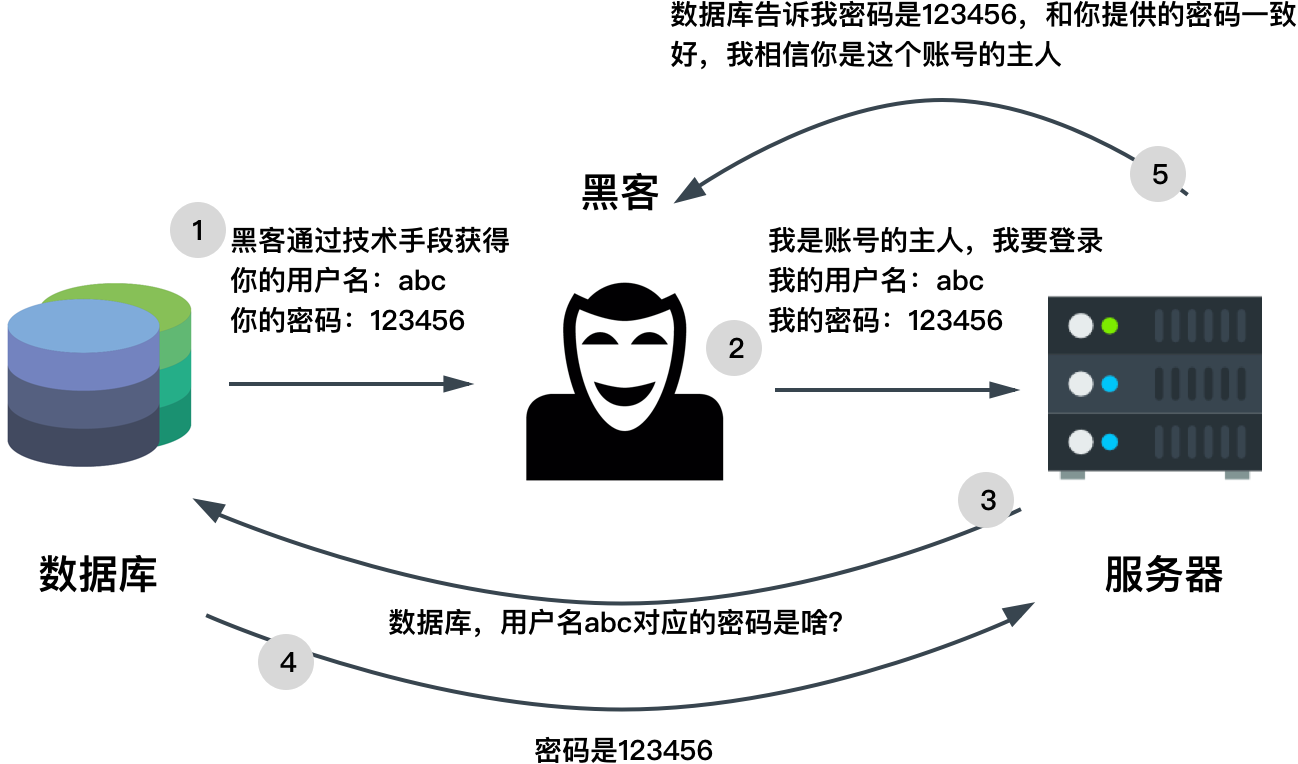 数据库告诉我密码是123456，和你提供的密码一致
好，我相信你是这个账号的主人
5
黑客
1
黑客通过技术手段获得
你的用户名：abc
你的密码：123456
我是账号的主人，我要登录
我的用户名：abc
我的密码：123456
2
3
数据库
服务器
数据库，用户名abc对应的密码是啥？
4
密码是123456